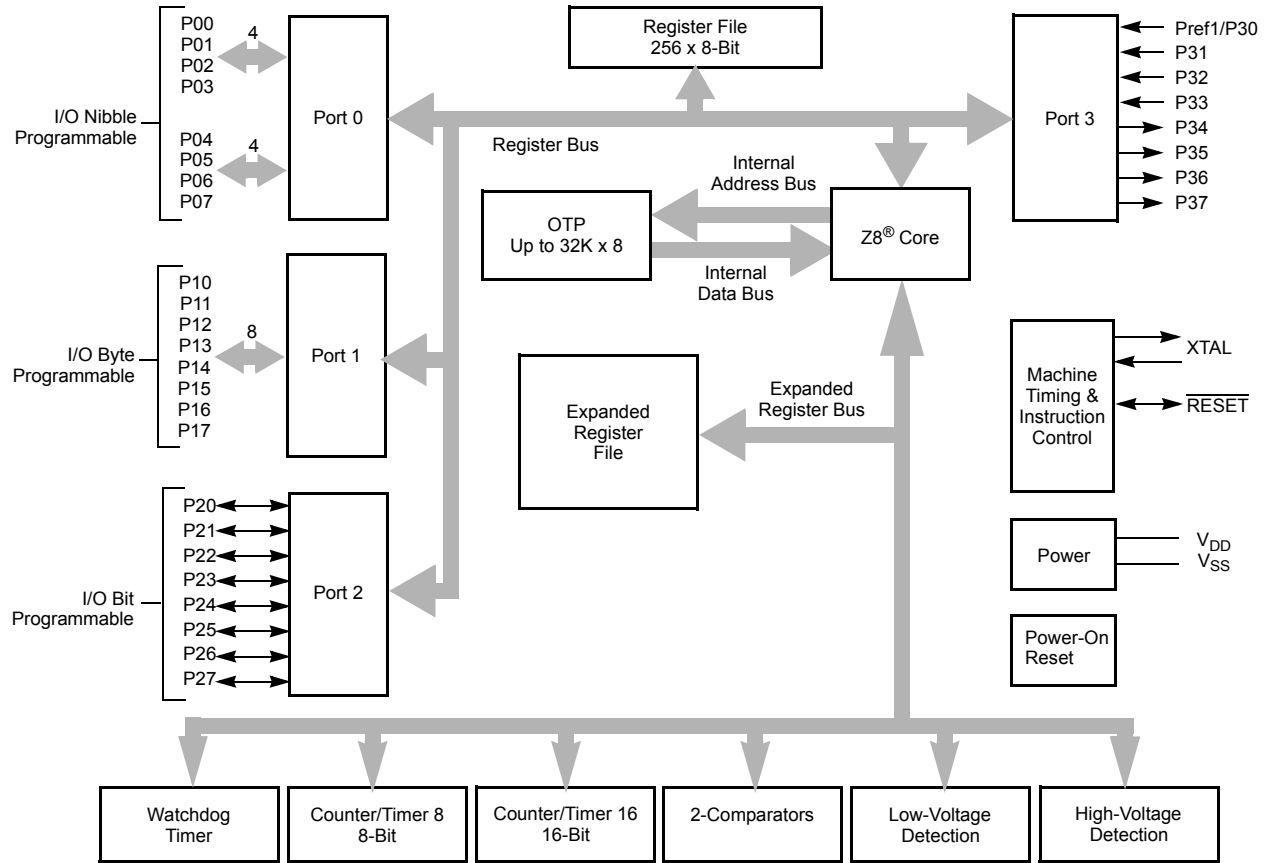 P00
P01
P02
P03
4
I/O Nibble
Programmable
P04
P05
P06
P07
4
Port 0
Register File
256 x 8-Bit
Register Bus
Port 3
Pref1/P30
P31
P32
P33
P34
P35
P36
P37
Internal
Address Bus
OTP
Up to 32K x 8
Z8® Core
Internal
Data Bus
P10
P11
P12
P13
P14
P15
P16
P17
8
I/O Byte
Programmable
Port 1
Expanded
Register
File
Expanded
Register Bus
Machine
Timing &
Instruction
Control
XTAL
RESET
P20
P21
P22
P23
P24
P25
P26
P27
I/O Bit
Programmable
Port 2
Power
VDD
VSS
Power-On
Reset
Watchdog
Timer
Counter/Timer 8
8-Bit
Counter/Timer 16
16-Bit
2-Comparators
Low-Voltage
Detection
High-Voltage
Detection